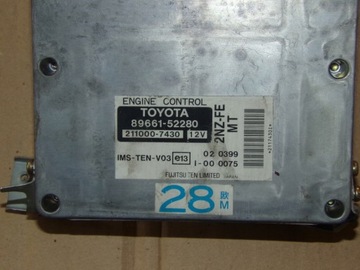 ENGINE CONTROL
TOYOTA
89661-52280
211000-7430 12V
2NZ-FE
MT
IMS-TEN-V03 e13 02 0399
I-00 0075
FUJITSU TEN LIMITED
28 欧
M